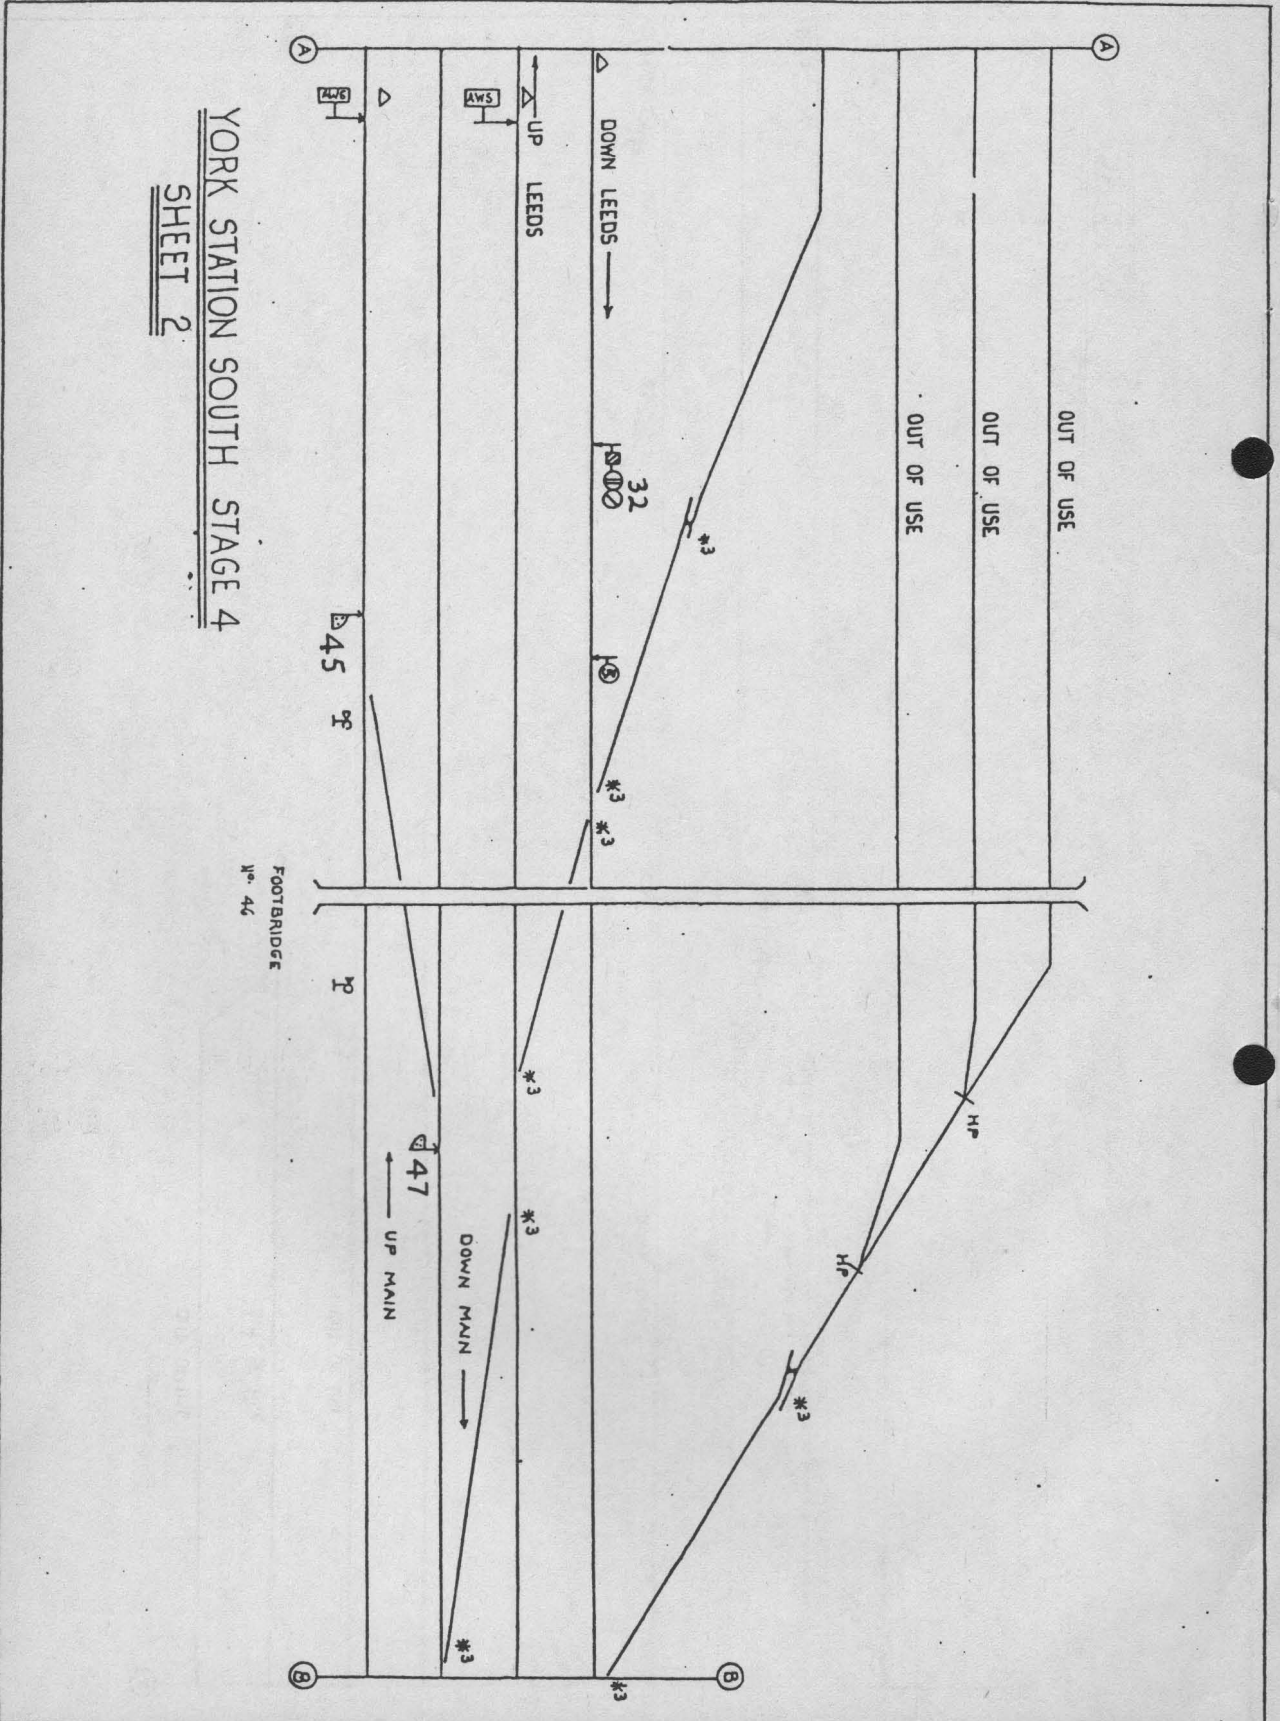 A
A
OUT OF USE
OUT OF USE
OUT OF USE
HP
HP
*3
*3
DOWN LEEDS
32
3
*3
*3
*3
UP LEEDS
*3
*3
*3
B
B
AWS
AWS
DOWN MAIN
UP MAIN
47
45
FOOTBRIDGE
No. 46
YORK STATION SOUTH STAGE 4
SHEET 2